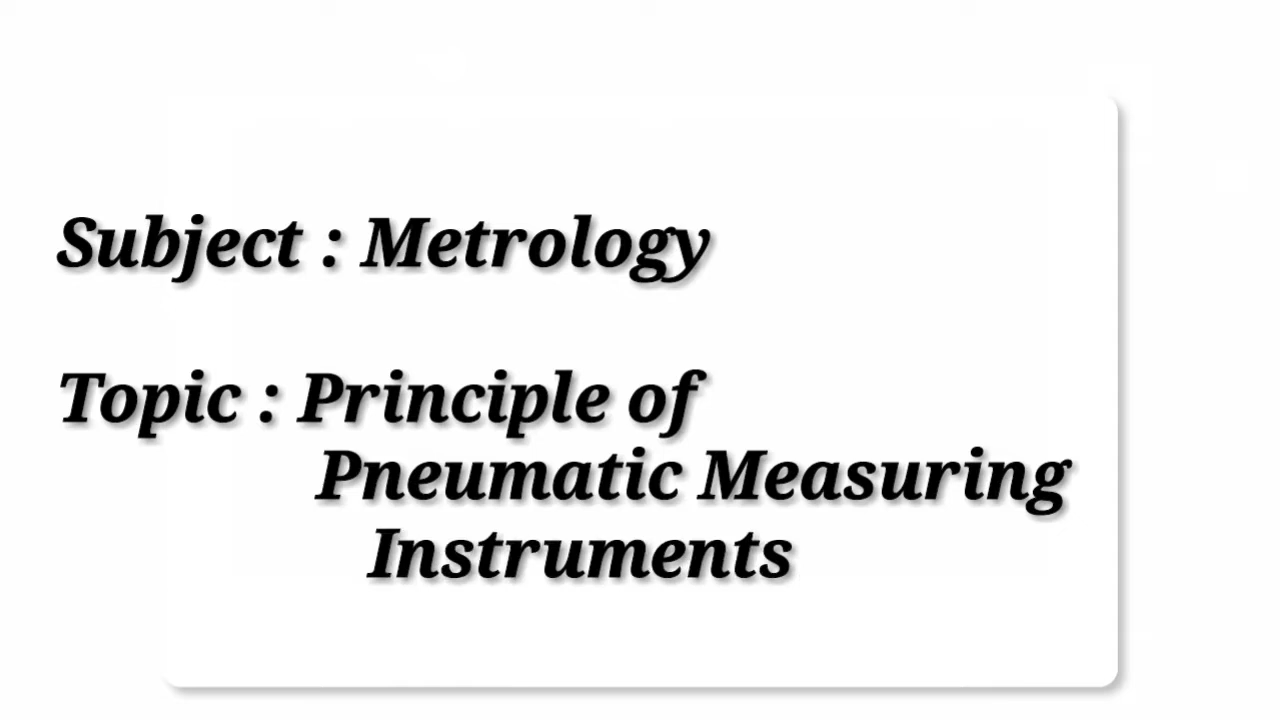 Subject : Metrology
Topic : Principle of
Pneumatic Measuring
Instruments